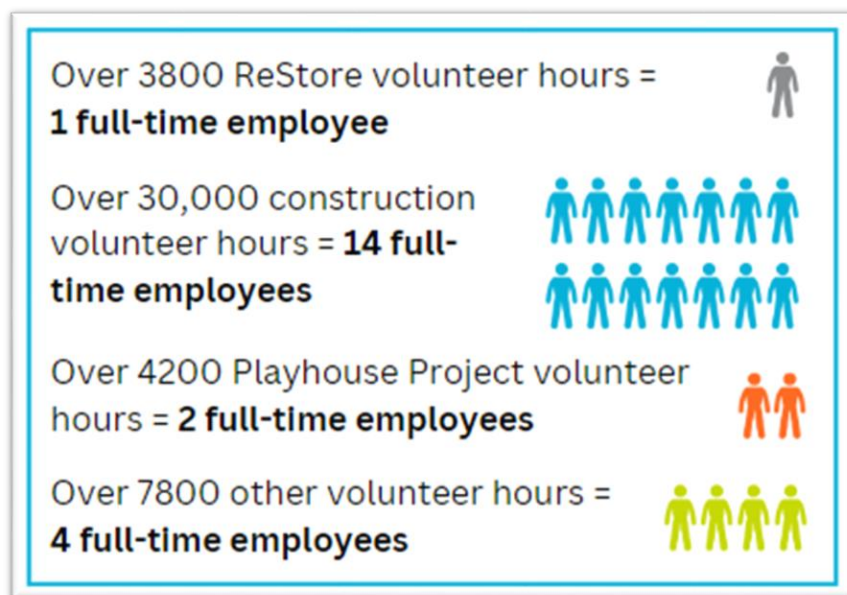 Over 3800 ReStore volunteer hours =
1 full-time employee
Over 30,000 construction
volunteer hours = 14 full-
time employees
Over 4200 Playhouse Project volunteer
hours = 2 full-time employees
Over 7800 other volunteer hours =
4 full-time employees